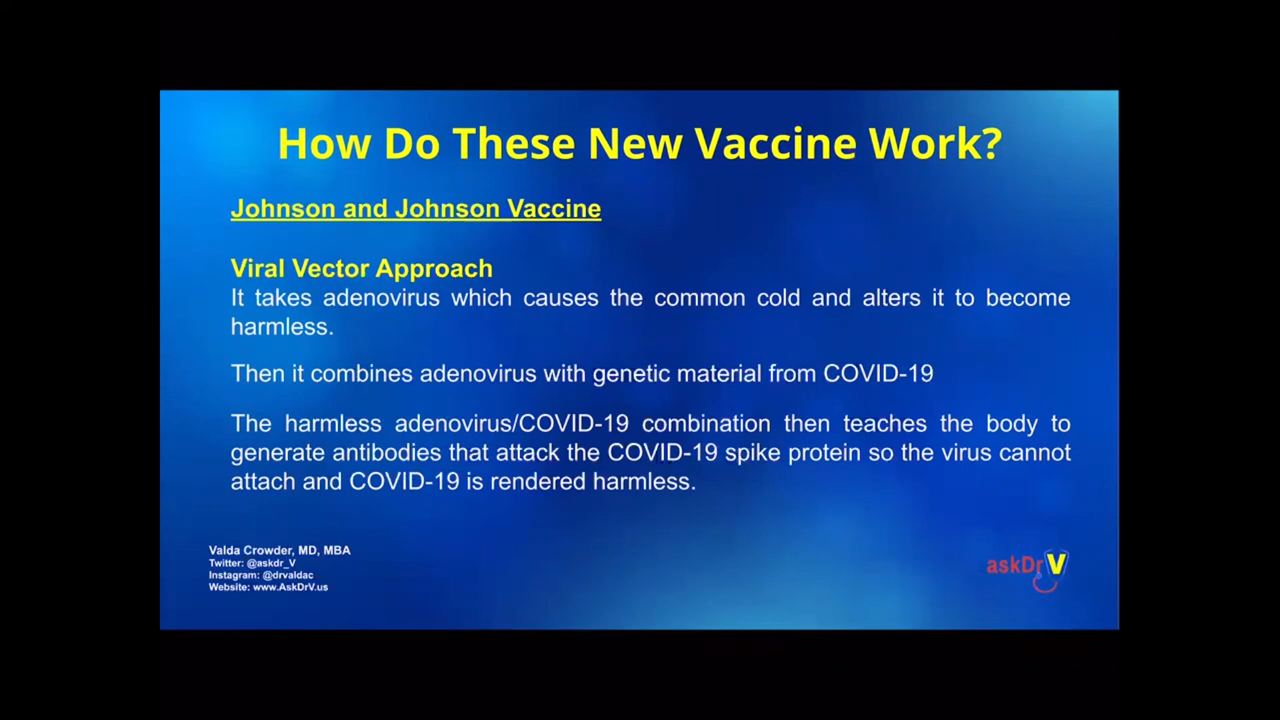 How Do These New Vaccine Work?
Johnson and Johnson Vaccine
Viral Vector Approach
It takes adenovirus which causes the common cold and alters it to become
harmless.
Then it combines adenovirus with genetic material from COVID-19
The harmless adenovirus/COVID-19 combination then teaches the body to
generate antibodies that attack the COVID-19 spike protein so the virus cannot
attach and COVID-19 is rendered harmless.
Valda Crowder, MD, MBA
Twitter: @askdr_V
Instagram: @drvaldac
Website: www.AskDrV.us
askDrV